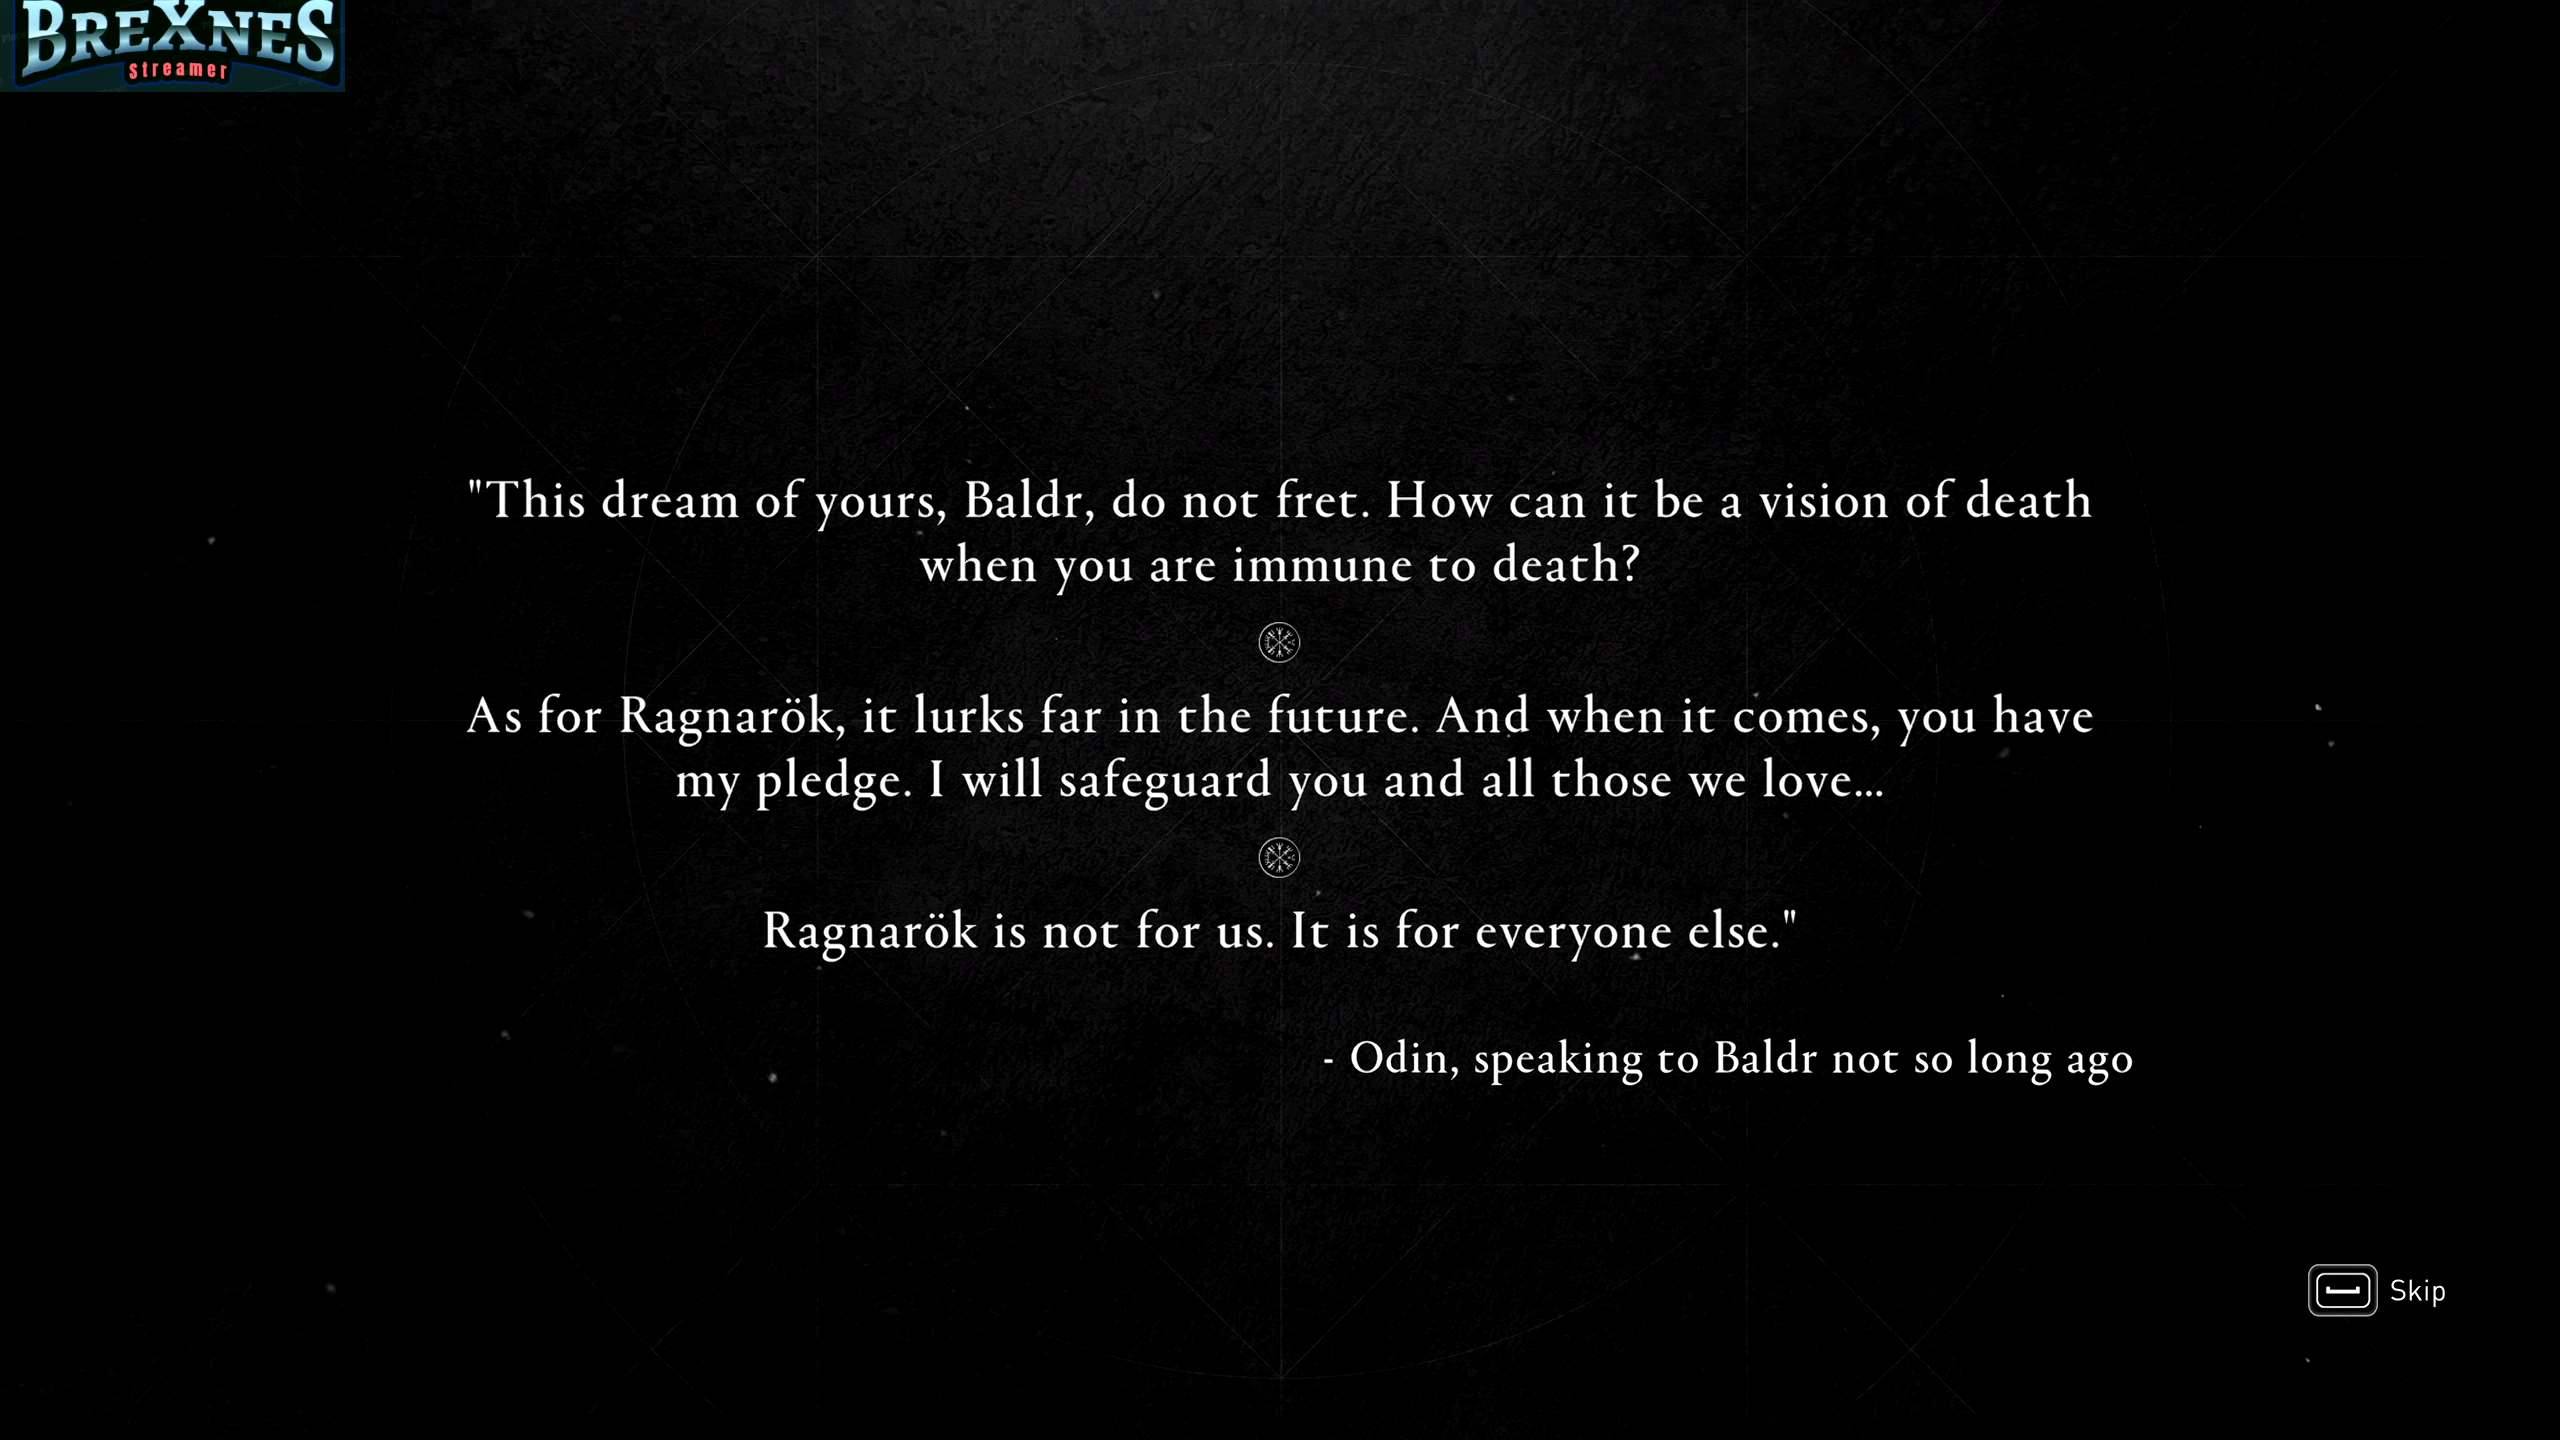 BREXNES
streamer
"This dream of yours, Baldr, do not fret. How can it be a vision of death
when you are immune to death?
As for Ragnarök, it lurks far in the future. And when it comes, you have
my pledge. I will safeguard you and all those we love...
Ragnarök is not for us. It is for everyone else."
- Odin, speaking to Baldr not so long ago
Skip